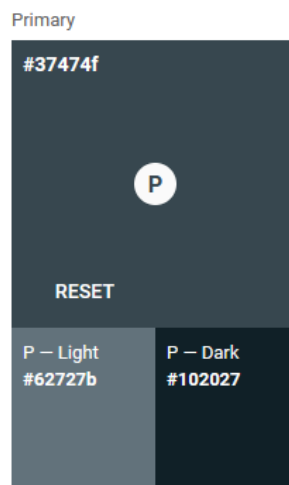 Primary
#37474f
P
RESET
P — Light
#62727b
P — Dark
#102027